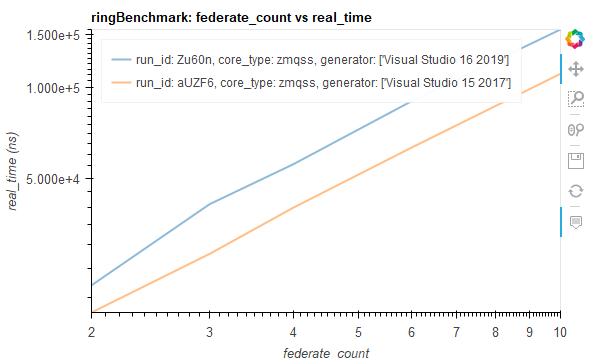 ringBenchmark: federate_count vs real_time
1.500e+5
1.000e+5
5.000e+4
real_time (ns)
run_id: Zu60n, core_type: zmqss, generator: ['Visual Studio 16 2019']
run_id: aUZF6, core_type: zmqss, generator: ['Visual Studio 15 2017']
2 3 4 5 6 7 8 9 10
federate_count